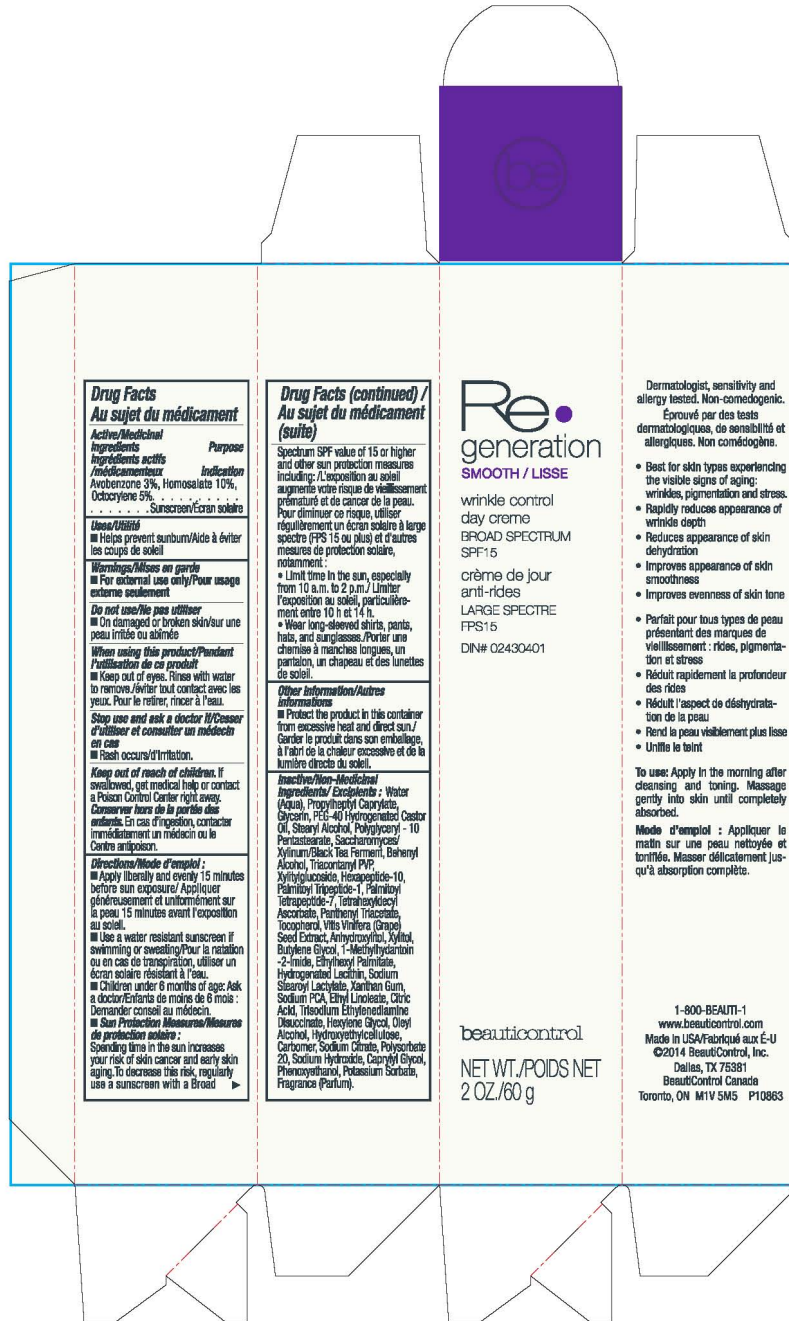 be
Drug Facts
Au sujet du médicament
Active/Medicinal
Ingredients Purpose
Ingrédients actifs
/médicamenteux Indication
Avobenzone 3%, Homosalate 10%,
Octocrylene 5%. . . . . . . . . .
. . . . . . . Sunscreen/Écran solaire
Uses/Utilité
■ Helps prevent sunburn/Aide à éviter
les coups de soleil
Warnings/Mises en garde
■ For external use only/Pour usage
externe seulement
Do not use/Ne pas utiliser
■ On damaged or broken skin/sur une
peau irritée ou abîmée
When using this product/Pendant
l'utilisation de ce produit
■ Keep out of eyes. Rinse with water
to remove./éviter tout contact avec les
yeux. Pour le retirer, rincer à l'eau.
Stop use and ask a doctor if/Cesser
d'utiliser et consulter un médecin
en cas
■ Rash occurs/d'irritation.
Keep out of reach of children. If
swallowed, get medical help or contact
a Poison Control Center right away.
Conserver hors de la portée des
enfants. En cas d'ingestion, contacter
immédiatement un médecin ou le
Centre antipoison.
Directions/Mode d'emploi :
■ Apply liberally and evenly 15 minutes
before sun exposure/ Appliquer
généreusement et uniformément sur
la peau 15 minutes avant l'exposition
au soleil.
■ Use a water resistant sunscreen if
swimming or sweating/Pour la natation
ou en cas de transpiration, utiliser un
écran solaire résistant à l'eau.
■ Children under 6 months of age: Ask
a doctor/Enfants de moins de 6 mois :
Demander conseil au médecin.
■ Sun Protection Measures/Mesures
de protection solaire :
Spending time in the sun increases
your risk of skin cancer and early skin
aging.To decrease this risk, regularly
use a sunscreen with a Broad ►
Drug Facts (continued) /
Au sujet du médicament
(suite)
Spectrum SPF value of 15 or higher
and other sun protection measures
including: /L'exposition au soleil
augmente votre risque de vieillissement
prématuré et de cancer de la peau.
Pour diminuer ce risque, utiliser
régulièrement un écran solaire à large
spectre (FPS 15 ou plus) et d'autres
mesures de protection solaire,
notamment :
• Limit time in the sun, especially
from 10 a.m. to 2 p.m./ Limiter
l'exposition au soleil, particulière-
ment entre 10 h et 14 h.
• Wear long-sleeved shirts, pants,
hats, and sunglasses./Porter une
chemise à manches longues, un
pantalon, un chapeau et des lunettes
de soleil.
Other Information/Autres
informations
■ Protect the product in this container
from excessive heat and direct sun./
Garder le produit dans son emballage,
à l'abri de la chaleur excessive et de la
lumière directe du soleil.
Inactive/Non-Medicinal
Ingredients/ Excipients : Water
(Aqua), Propylheptyl Caprylate,
Glycerin, PEG-40 Hydrogenated Castor
Oil, Stearyl Alcohol, Polyglyceryl - 10
Pentastearate, Saccharomyces/
Xylinum/Black Tea Ferment, Behenyl
Alcohol, Triacontanyl PVP,
Xylitylglucoside, Hexapeptide-10,
Palmitoyl Tripeptide-1, Palmitoyl
Tetrapeptide-7, Tetrahexyldecyl
Ascorbate, Panthenyl Triacetate,
Tocopherol, Vitis Vinifera (Grape)
Seed Extract, Anhydroxylitol, Xylitol,
Butylene Glycol, 1-Methylhydantoin
-2-Imide, Ethylhexyl Palmitate,
Hydrogenated Lecithin, Sodium
Stearoyl Lactylate, Xanthan Gum,
Sodium PCA, Ethyl Linoleate, Citric
Acid, Trisodium Ethylenediamine
Disuccinate, Hexylene Glycol, Oleyl
Alcohol, Hydroxyethylcellulose,
Carbomer, Sodium Citrate, Polysorbate
20, Sodium Hydroxide, Caprylyl Glycol,
Phenoxyethanol, Potassium Sorbate,
Fragrance (Parfum).
Re
generation
SMOOTH / LISSE
wrinkle control
day creme
BROAD SPECTRUM
SPF15
crème de jour
anti-rides
LARGE SPECTRE
FPS15
DIN# 02430401
beauticontrol
NET WT./POIDS NET
2 OZ./60 g
Dermatologist, sensitivity and
allergy tested. Non-comedogenic.
Éprouvé par des tests
dermatologiques, de sensibilité et
allergiques. Non comédogène.
• Best for skin types experiencing
the visible signs of aging:
wrinkles, pigmentation and stress.
• Rapidly reduces appearance of
wrinkle depth
• Reduces appearance of skin
dehydration
• Improves appearance of skin
smoothness
• Improves evenness of skin tone
• Parfait pour tous types de peau
présentant des marques de
vieillissement : rides, pigmenta-
tion et stress
• Réduit rapidement la profondeur
des rides
• Réduit l'aspect de déshydrata-
tion de la peau
• Rend la peau visiblement plus lisse
• Unifie le teint
To use: Apply in the morning after
cleansing and toning. Massage
gently into skin until completely
absorbed.
Mode d'emploi : Appliquer le
matin sur une peau nettoyée et
tonifiée. Masser délicatement jus-
qu'à absorption complète.
1-800-BEAUTI-1
www.beauticontrol.com
Made in USA/Fabriqué aux É-U
©2014 BeautiControl, Inc.
Dallas, TX 75381
BeautiControl Canada
Toronto, ON M1V 5M5 P10863